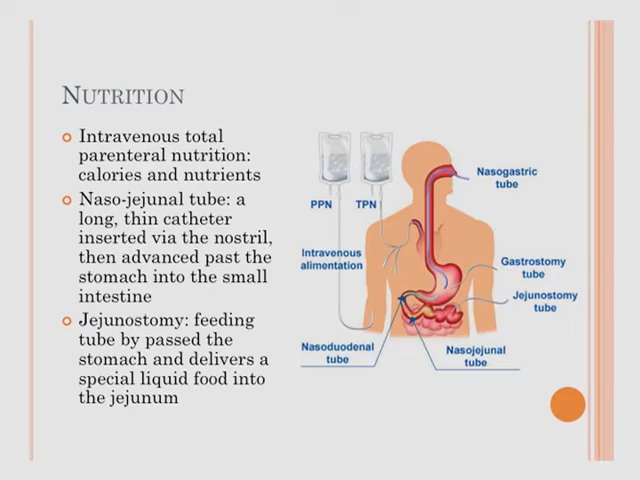 NUTRITION
Intravenous total
parenteral nutrition:
calories and nutrients
Naso-jejunal tube: a
long, thin catheter
inserted via the nostril,
then advanced past the
stomach into the small
intestine
Jejunostomy: feeding
tube by passed the
stomach and delivers a
special liquid food into
the jejunum
Nasogastric
tube
PPN
TPN
Intravenous
alimentation
Gastrostomy
tube
Jejunostomy
tube
Nasoduodenal
tube
Nasojejunal
tube